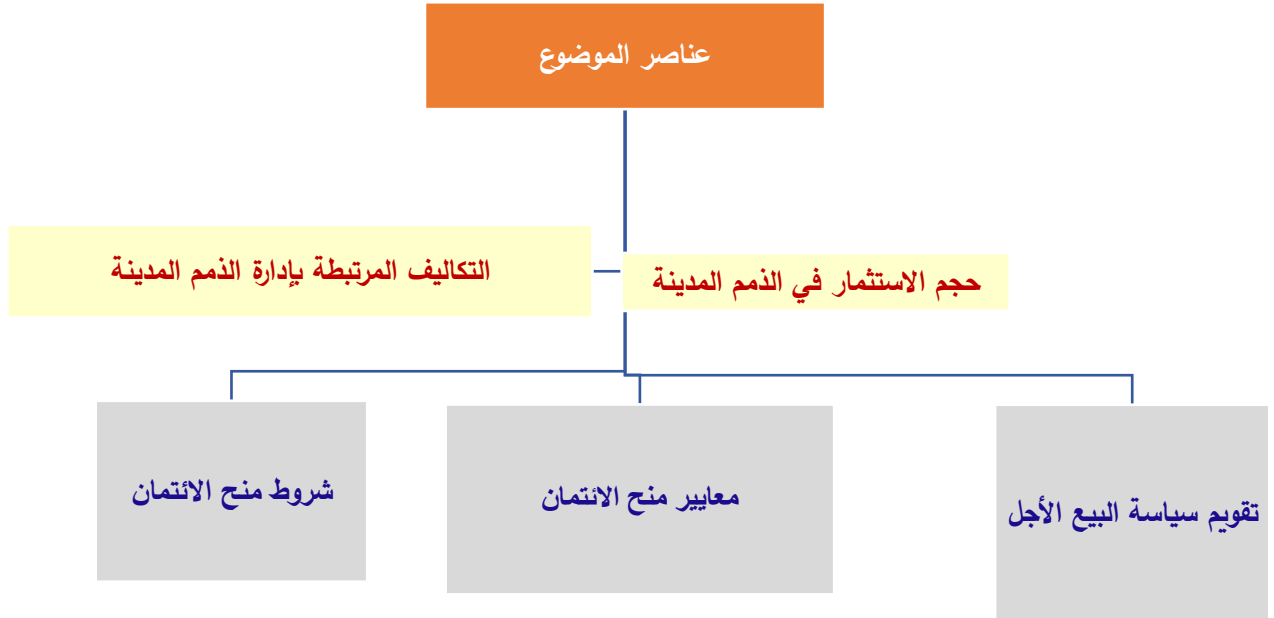 عناصر الموضوع
حجم الاستثمار في الذمم المدينة
التكاليف المرتبطة بإدارة الذمم المدينة
تقويم سياسة البيع الأجل
معايير منح الائتمان
شروط منح الائتمان